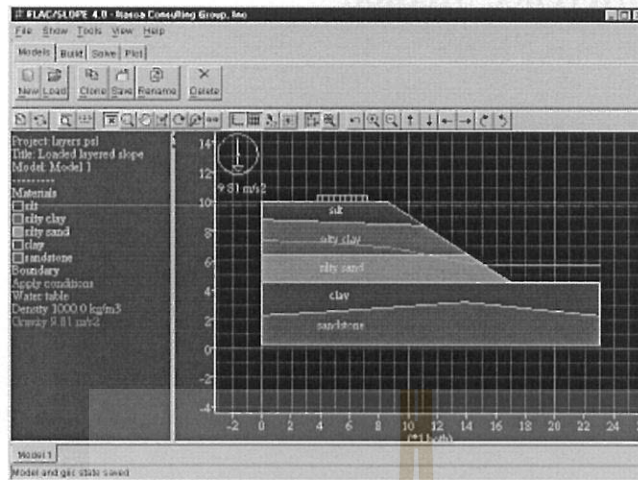 FLAC/SLOPE 4.0 - Itasca Consulting Group, Inc
File Show Tools View Help
Models Build Solve Plot
New Load Clone Save Rename Delete
Project: layers.psl
Title: Loaded layered slope
Model: Model 1
---------
Materials
silt
silty clay
silty sand
clay
sandstone
Boundary
Apply conditions
Water table
Density 1000.0 kg/m3
Gravity 9.81 m/s2
14
9.81 m/s2
10
8
6
4
2
0
-2
-4
silt
silty clay
silty sand
clay
sandstone
-2 0 2 4 6 8 10 12 14 16 18 20 22
(*1 both)
Model 1
Model and grid state saved